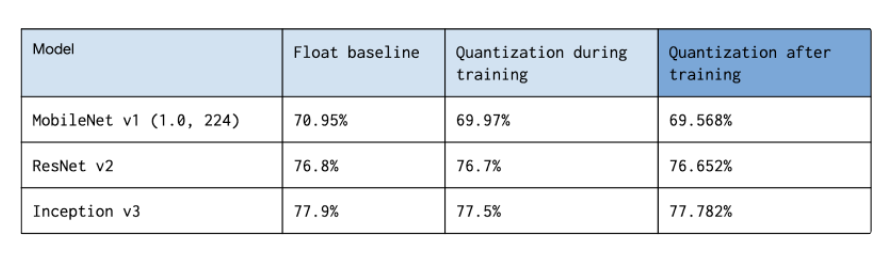 Model Float baseline Quantization during training Quantization after training
MobileNet v1 (1.0, 224) 70.95% 69.97% 69.568%
ResNet v2 76.8% 76.7% 76.652%
Inception v3 77.9% 77.5% 77.782%